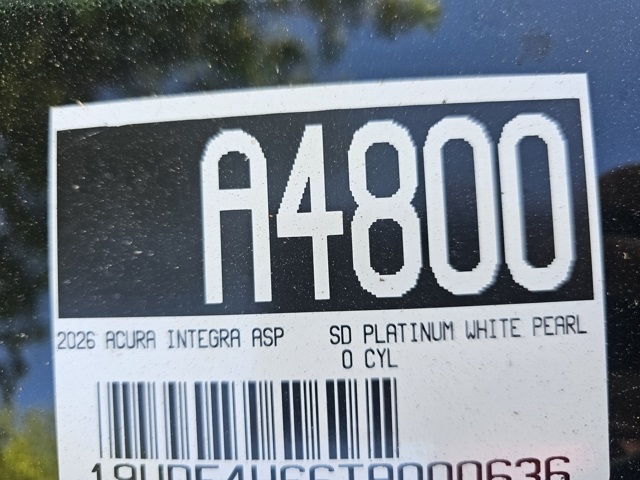 A4800
2026 ACURA INTEGRA ASP SD PLATINUM WHITE PEARL
0 CYL